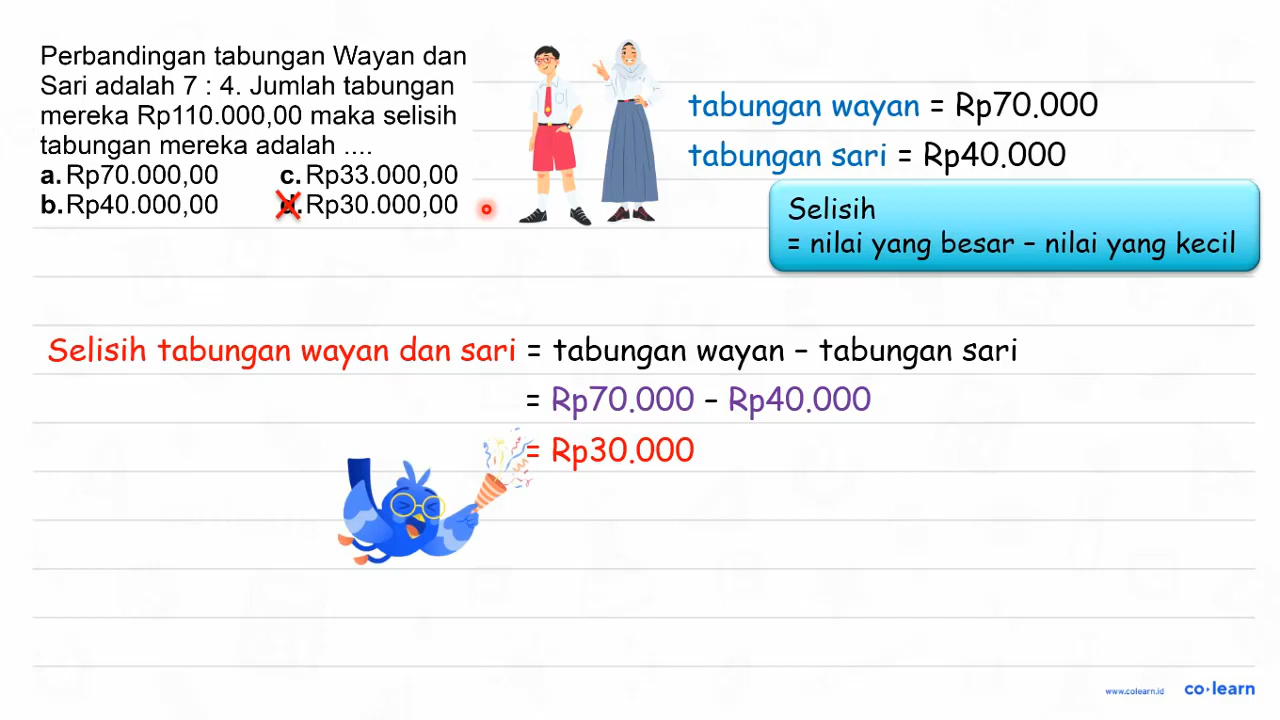 Perbandingan tabungan Wayan dan
Sari adalah 7 : 4. Jumlah tabungan
mereka Rp110.000,00 maka selisih
tabungan mereka adalah ....
a. Rp70.000,00 c. Rp33.000,00
b. Rp40.000,00 d. Rp30.000,00
tabungan wayan = Rp70.000
tabungan sari = Rp40.000
Selisih
= nilai yang besar – nilai yang kecil
Selisih tabungan wayan dan sari = tabungan wayan – tabungan sari
= Rp70.000 – Rp40.000
= Rp30.000
www.colearn.id co·learn